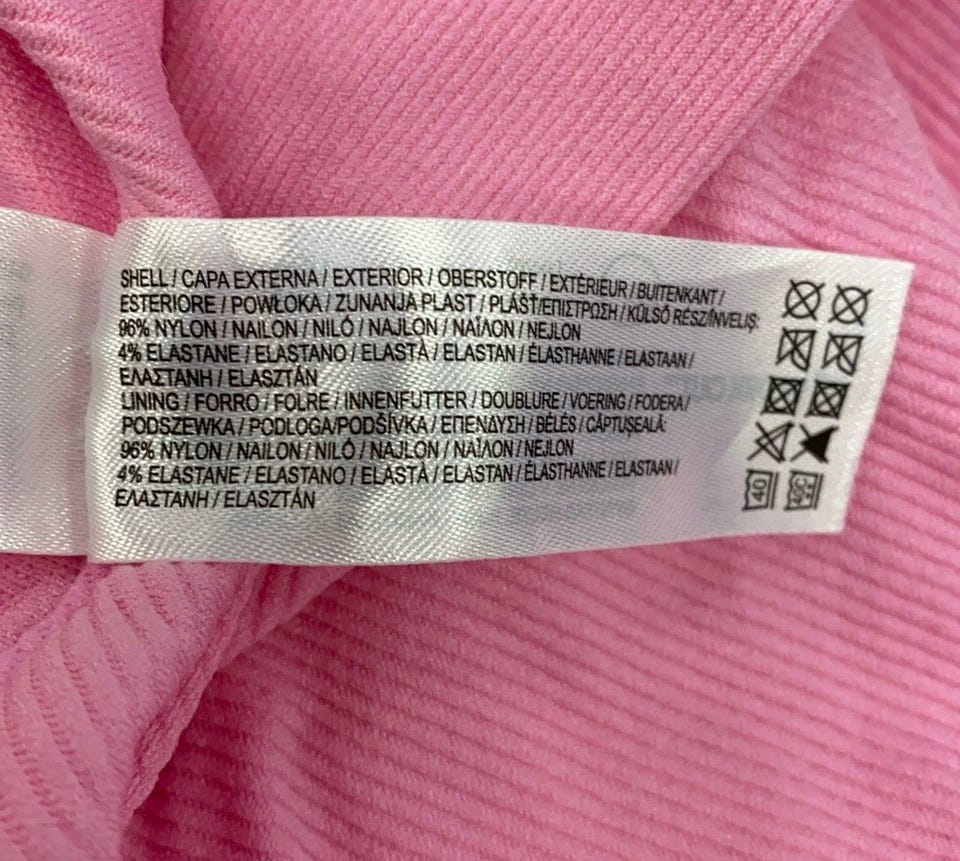 SHELL / CAPA EXTERNA / EXTERIOR / OBERSTOFF / EXTÉRIEUR / BUITENKANT /
ESTERIORE / POWŁOKA / ZUNANJA PLAST / PLÁŠŤ/ΕΠΙΣΤΡΩΣΗ / KÜLSŐ RÉSZ/ÎNVELIȘ:
96% NYLON / NAILON / NILÓ / NAJLON / ΝΑΪΛΟΝ / NEJLON
4% ELASTANE / ELASTANO / ELASTÀ / ELASTAN / ÉLASTHANNE / ELASTAAN /
ΕΛΑΣΤΑΝΗ / ELASZTÁN
LINING / FORRO / FOLRE / INNENFUTTER / DOUBLURE / VOERING / FODERA /
PODSZEWKA / PODLOGA/PODŠÍVKA / ΕΠΕΝΔΥΣΗ / BÉLÉS / CĂPTUȘEALĂ:
96% NYLON / NAILON / NILÓ / NAJLON / ΝΑΪΛΟΝ / NEJLON
4% ELASTANE / ELASTANO / ELASTÀ / ELASTAN / ÉLASTHANNE / ELASTAAN /
ΕΛΑΣΤΑΝΗ / ELASZTÁN
40
40C